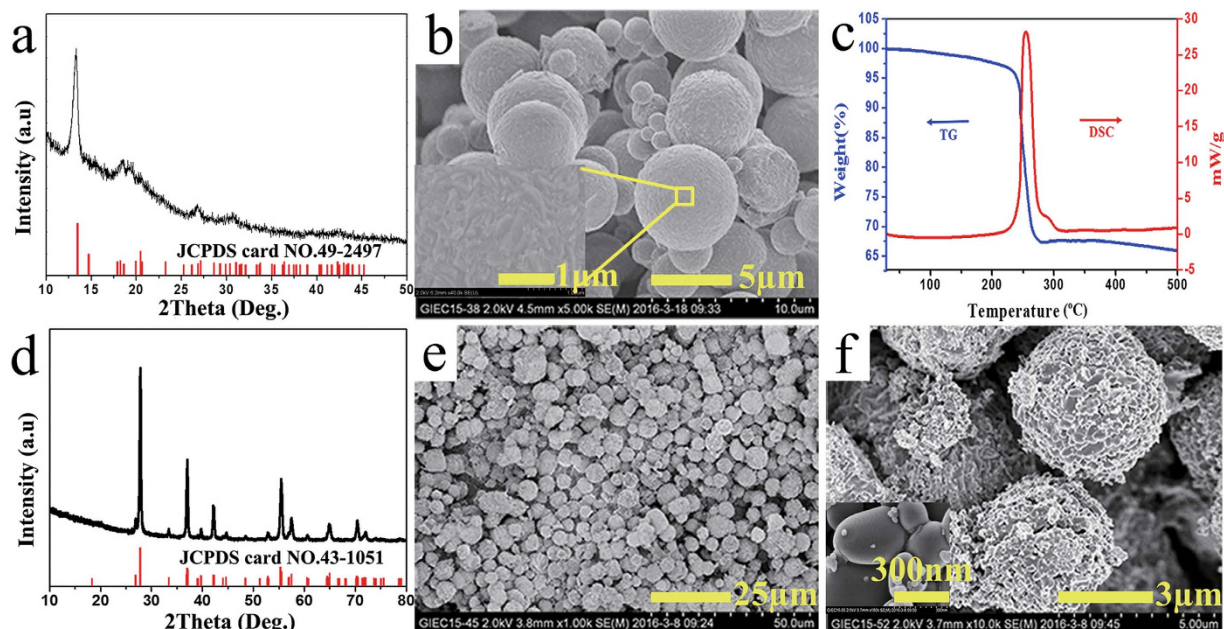 a
Intensity (a.u)
JCPDS card NO.49-2497
10 15 20 25 30 35 40 45 50
2Theta (Deg.)
b
1µm
5µm
GIEC15-38 2.0kV 4.5mm x5.00k SE(M) 2016-3-18 09:33
10.0um
c
105
100
95
90
85
80
75
70
65
Weight(%)
TG
DSC
30
25
20
15
10
5
0
-5
mW/g
100 200 300 400 500
Temperature (°C)
d
Intensity (a.u)
JCPDS card NO.43-1051
10 20 30 40 50 60 70 80
2Theta (Deg.)
e
25µm
GIEC15-45 2.0kV 3.8mm x1.00k SE(M) 2016-3-8 09:24
50.0um
f
300nm
3µm
GIEC15-52 2.0kV 3.7mm x10.0k SE(M) 2016-3-8 09:45
5.00um